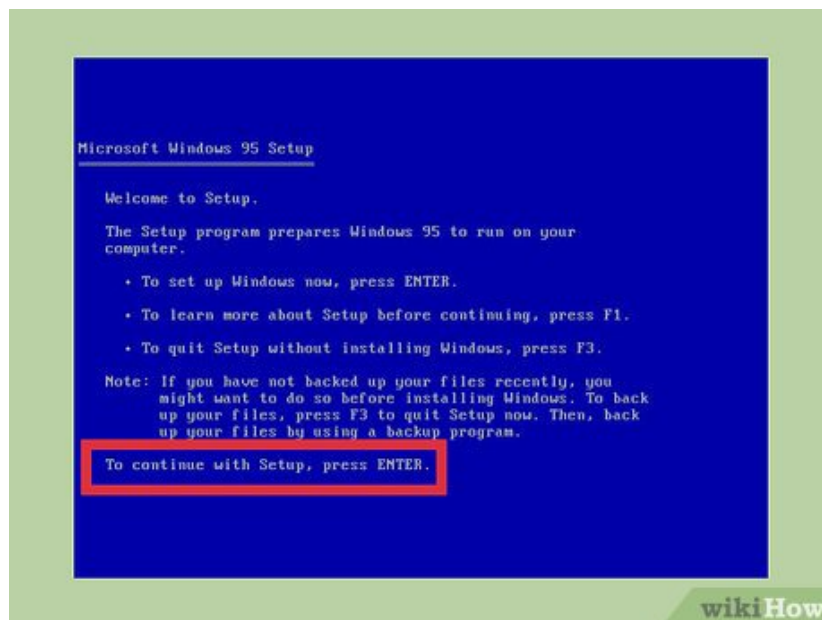 Microsoft Windows 95 Setup
Welcome to Setup.
The Setup program prepares Windows 95 to run on your
computer.
• To set up Windows now, press ENTER.
• To learn more about Setup before continuing, press F1.
• To quit Setup without installing Windows, press F3.
Note: If you have not backed up your files recently, you
might want to do so before installing Windows. To back
up your files, press F3 to quit Setup now. Then, back
up your files by using a backup program.
To continue with Setup, press ENTER.
wikiHow